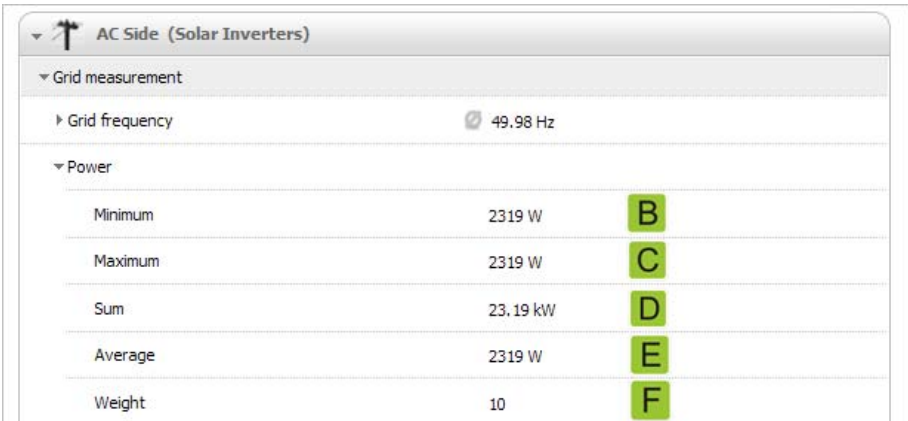 AC Side (Solar Inverters)
Grid measurement
Grid frequency Ø 49.98 Hz
Power
Minimum 2319 W B
Maximum 2319 W C
Sum 23.19 kW D
Average 2319 W E
Weight 10 F